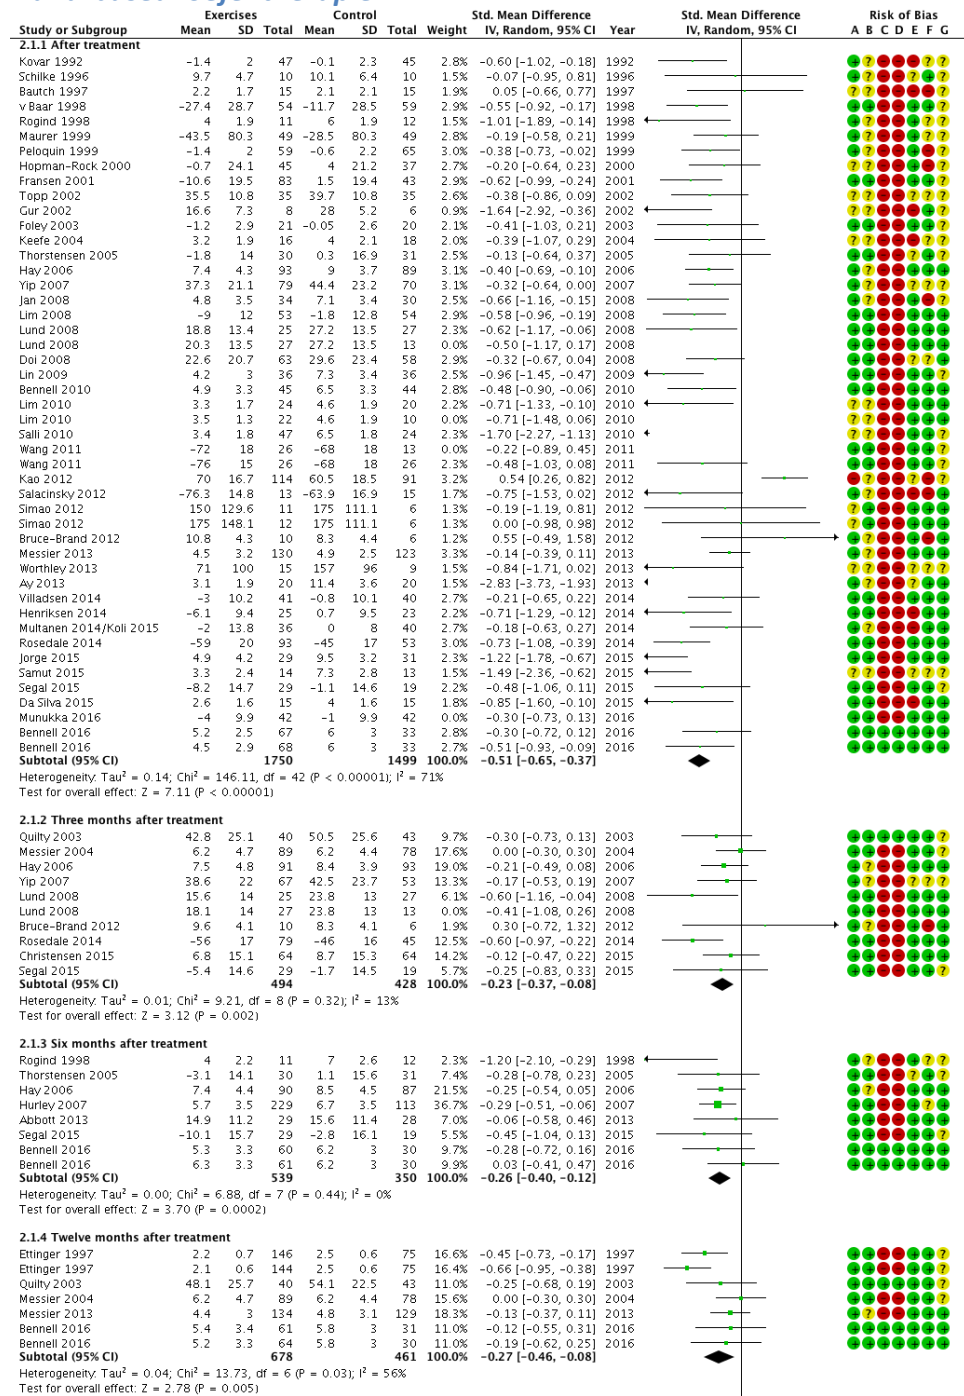 Exercises Control Std. Mean Difference Std. Mean Difference Risk of Bias
Study or Subgroup Mean SD Total Mean SD Total Weight IV, Random, 95% CI Year IV, Random, 95% CI A B C D E F G
2.1.1 After treatment
Kovar 1992 −1.4 2 47 −0.1 2.3 45 2.8% −0.60 [−1.02, −0.18] 1992
Schilke 1996 9.7 4.7 10 10.1 6.4 10 1.6% −0.07 [−0.95, 0.81] 1996
Bautch 1997 2.2 1.7 15 2.1 2.1 15 2.0% 0.05 [−0.66, 0.77] 1997
v Baar 1998 −27.4 28.7 54 −11.7 28.5 59 2.9% −0.55 [−0.92, −0.17] 1998
Rogind 1998 4 1.9 11 6 1.9 12 1.6% −1.01 [−1.89, −0.14] 1998
Maurer 1999 −43.5 80.3 49 −28.5 80.3 49 2.8% −0.19 [−0.58, 0.21] 1999
Peloquin 1999 −1.4 2 59 −0.6 2.2 65 3.0% −0.38 [−0.73, −0.02] 1999
Hopman−Rock 2000 −0.7 24.1 45 4 21.2 37 2.7% −0.20 [−0.64, 0.23] 2000
Fransen 2001 −10.6 19.5 83 1.5 19.4 43 2.9% −0.62 [−0.99, −0.24] 2001
Topp 2002 35.5 10.8 35 39.7 10.8 35 2.6% −0.38 [−0.86, 0.09] 2002
Gur 2002 16.6 7.3 8 28 5.2 6 0.9% −1.64 [−2.92, −0.36] 2002
Foley 2003 −1.2 2.9 21 −0.05 2.6 20 2.2% −0.41 [−1.03, 0.21] 2003
Keefe 2004 3.2 1.9 16 4 2.1 18 2.0% −0.39 [−1.07, 0.29] 2004
Thorstensen 2005 −1.8 14 30 0.3 16.9 31 2.5% −0.13 [−0.64, 0.37] 2005
Hay 2006 7.4 4.3 93 9 3.7 89 3.1% −0.40 [−0.69, −0.10] 2006
Yip 2007 37.3 21.1 79 44.4 23.2 70 3.0% −0.32 [−0.64, 0.00] 2007
Jan 2008 4.8 3.5 34 7.1 3.4 30 2.5% −0.66 [−1.16, −0.15] 2008
Lim 2008 −9 12 53 −1.8 12.8 54 2.8% −0.58 [−0.96, −0.19] 2008
Lund 2008 18.8 13.4 25 27.2 13.5 27 2.4% −0.62 [−1.17, −0.06] 2008
Lund 2008 20.3 13.5 27 27.2 13.5 13 0.0% −0.50 [−1.17, 0.17] 2008
Doi 2008 22.6 20.7 63 29.6 23.4 58 2.9% −0.32 [−0.67, 0.04] 2008
Lin 2009 4.2 3 36 7.3 3.4 36 2.5% −0.96 [−1.45, −0.47] 2009
Bennell 2010 4.9 3.3 45 6.5 3.3 44 2.7% −0.48 [−0.90, −0.06] 2010
Lim 2010 3.3 1.7 24 4.6 1.9 20 2.2% −0.71 [−1.33, −0.10] 2010
Lim 2010 3.5 1.3 22 4.6 1.9 10 0.0% −0.71 [−1.48, 0.06] 2010
Salli 2010 3.4 1.8 47 6.5 1.8 24 2.3% −1.70 [−2.27, −1.13] 2010
Wang 2011 −72 18 26 −68 18 13 0.0% −0.22 [−0.89, 0.45] 2011
Wang 2011 −76 15 26 −68 18 26 2.4% −0.48 [−1.03, 0.08] 2011
Kao 2012 70 16.7 114 60.5 18.5 91 3.2% 0.54 [0.26, 0.82] 2012
Salacinsky 2012 −76.3 14.8 13 −63.9 16.9 15 1.8% −0.75 [−1.53, 0.02] 2012
Simao 2012 150 129.6 11 175 111.1 6 1.4% −0.19 [−1.19, 0.81] 2012
Simao 2012 175 148.1 12 175 111.1 6 0.0% 0.00 [−0.98, 0.98] 2012
Bruce−Brand 2012 10.8 4.3 10 8.3 4.4 6 1.3% 0.55 [−0.49, 1.58] 2012
Messier 2013 4.5 3.2 130 4.9 2.5 123 3.2% −0.14 [−0.39, 0.11] 2013
Worthley 2013 71 100 15 157 96 9 1.6% −0.84 [−1.71, 0.02] 2013
Ay 2013 3.1 1.9 20 11.4 3.6 20 1.5% −2.83 [−3.73, −1.93] 2013
Villadsen 2014 −3 10.2 41 −0.8 10.1 40 2.7% −0.21 [−0.65, 0.22] 2014
Henriksen 2014 −6.1 9.4 25 0.7 9.5 23 2.3% −0.71 [−1.29, −0.12] 2014
Multanen 2014/Koli 2015 −2 13.8 36 0 8 40 2.7% −0.18 [−0.63, 0.27] 2014
Rosedale 2014 −59 20 93 −45 17 53 2.9% −0.73 [−1.08, −0.39] 2014
Jorge 2015 4.9 4.2 29 9.5 3.2 31 2.4% −1.22 [−1.78, −0.67] 2015
Samut 2015 3.3 2.4 14 7.3 2.8 13 1.6% −1.49 [−2.36, −0.62] 2015
Segal 2015 −8.2 14.7 29 −1.1 14.6 19 2.3% −0.48 [−1.06, 0.11] 2015
Da Silva 2015 2.6 1.6 15 4 1.6 15 1.9% −0.85 [−1.60, −0.10] 2015
Munukka 2016 −4 9.9 42 −1 9.9 42 0.0% −0.30 [−0.73, 0.13] 2016
Bennell 2016 5.2 2.5 67 6 3 33 0.0% −0.30 [−0.72, 0.12] 2016
Bennell 2016 4.5 2.9 68 6 3 33 2.7% −0.51 [−0.93, −0.09] 2016
Subtotal (95% CI) 1750 1499 100.0% −0.51 [−0.65, −0.37]
Heterogeneity: Tau² = 0.14; Chi² = 146.11, df = 42 (P < 0.00001); I² = 71%
Test for overall effect: Z = 7.11 (P < 0.00001)
2.1.2 Three months after treatment
Quilty 2003 42.8 25.1 40 50.5 25.6 43 9.7% −0.30 [−0.73, 0.13] 2003
Messier 2004 6.2 4.7 89 6.2 4.4 78 17.6% 0.00 [−0.30, 0.30] 2004
Hay 2006 7.5 4.8 91 8.4 3.9 93 19.0% −0.21 [−0.49, 0.08] 2006
Yip 2007 38.6 22 67 42.5 23.7 53 13.3% −0.17 [−0.53, 0.19] 2007
Lund 2008 15.6 14 25 23.8 13 27 6.1% −0.60 [−1.16, −0.04] 2008
Lund 2008 18.1 14 27 23.8 13 13 0.0% −0.41 [−1.08, 0.26] 2008
Bruce−Brand 2012 9.6 4.1 10 8.3 4.1 6 1.9% 0.30 [−0.72, 1.32] 2012
Rosedale 2014 −56 17 79 −46 16 45 12.5% −0.60 [−0.97, −0.22] 2014
Christensen 2015 6.8 15.1 64 8.7 15.3 64 14.2% −0.12 [−0.47, 0.22] 2015
Segal 2015 −5.4 14.6 29 −1.7 14.5 19 5.7% −0.25 [−0.83, 0.33] 2015
Subtotal (95% CI) 494 428 100.0% −0.23 [−0.37, −0.08]
Heterogeneity: Tau² = 0.01; Chi² = 9.21, df = 8 (P = 0.32); I² = 13%
Test for overall effect: Z = 3.12 (P = 0.002)
2.1.3 Six months after treatment
Rogind 1998 4 2.2 11 7 2.6 12 2.3% −1.20 [−2.10, −0.29] 1998
Thorstensen 2005 −3.1 14.1 30 1.1 15.6 31 7.4% −0.28 [−0.78, 0.23] 2005
Hay 2006 7.4 4.4 90 8.5 4.5 87 21.5% −0.25 [−0.54, 0.05] 2006
Hurley 2007 5.7 3.5 229 6.7 3.5 113 36.7% −0.29 [−0.51, −0.06] 2007
Abbott 2013 14.9 11.2 29 15.6 11.4 28 7.0% −0.06 [−0.58, 0.46] 2013
Segal 2015 −10.1 15.7 29 −2.8 16.1 19 5.5% −0.45 [−1.04, 0.13] 2015
Bennell 2016 5.3 3.3 60 6.2 3 30 9.7% −0.28 [−0.72, 0.16] 2016
Bennell 2016 6.3 3.3 61 6.2 3 30 9.9% 0.03 [−0.41, 0.47] 2016
Subtotal (95% CI) 539 350 100.0% −0.26 [−0.40, −0.12]
Heterogeneity: Tau² = 0.00; Chi² = 6.88, df = 7 (P = 0.44); I² = 0%
Test for overall effect: Z = 3.70 (P = 0.0002)
2.1.4 Twelve months after treatment
Ettinger 1997 2.2 0.7 146 2.5 0.6 75 16.6% −0.45 [−0.73, −0.17] 1997
Ettinger 1997 2.1 0.6 144 2.5 0.6 75 16.4% −0.66 [−0.95, −0.38] 1997
Quilty 2003 48.1 25.7 40 54.1 22.5 43 11.0% −0.25 [−0.68, 0.19] 2003
Messier 2004 6.2 4.7 89 6.2 4.4 78 15.6% 0.00 [−0.30, 0.30] 2004
Messier 2013 4.4 3 134 4.8 3.1 129 18.3% −0.13 [−0.37, 0.11] 2013
Bennell 2016 5.4 3.4 61 5.8 3 31 11.0% −0.12 [−0.55, 0.31] 2016
Bennell 2016 5.2 3.3 64 5.8 3 30 11.0% −0.19 [−0.62, 0.25] 2016
Subtotal (95% CI) 678 461 100.0% −0.27 [−0.46, −0.08]
Heterogeneity: Tau² = 0.04; Chi² = 13.73, df = 6 (P = 0.03); I² = 56%
Test for overall effect: Z = 2.78 (P = 0.005)